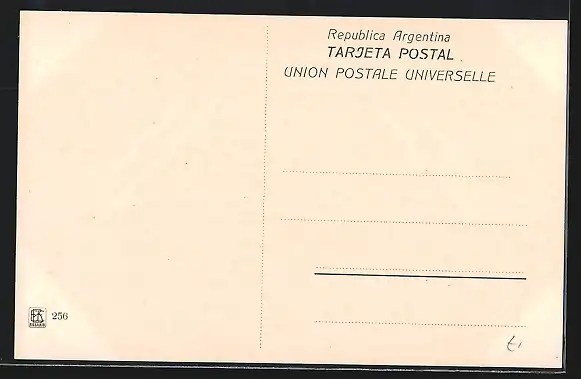 Republica Argentina
TARJETA POSTAL
UNION POSTALE UNIVERSELLE
256